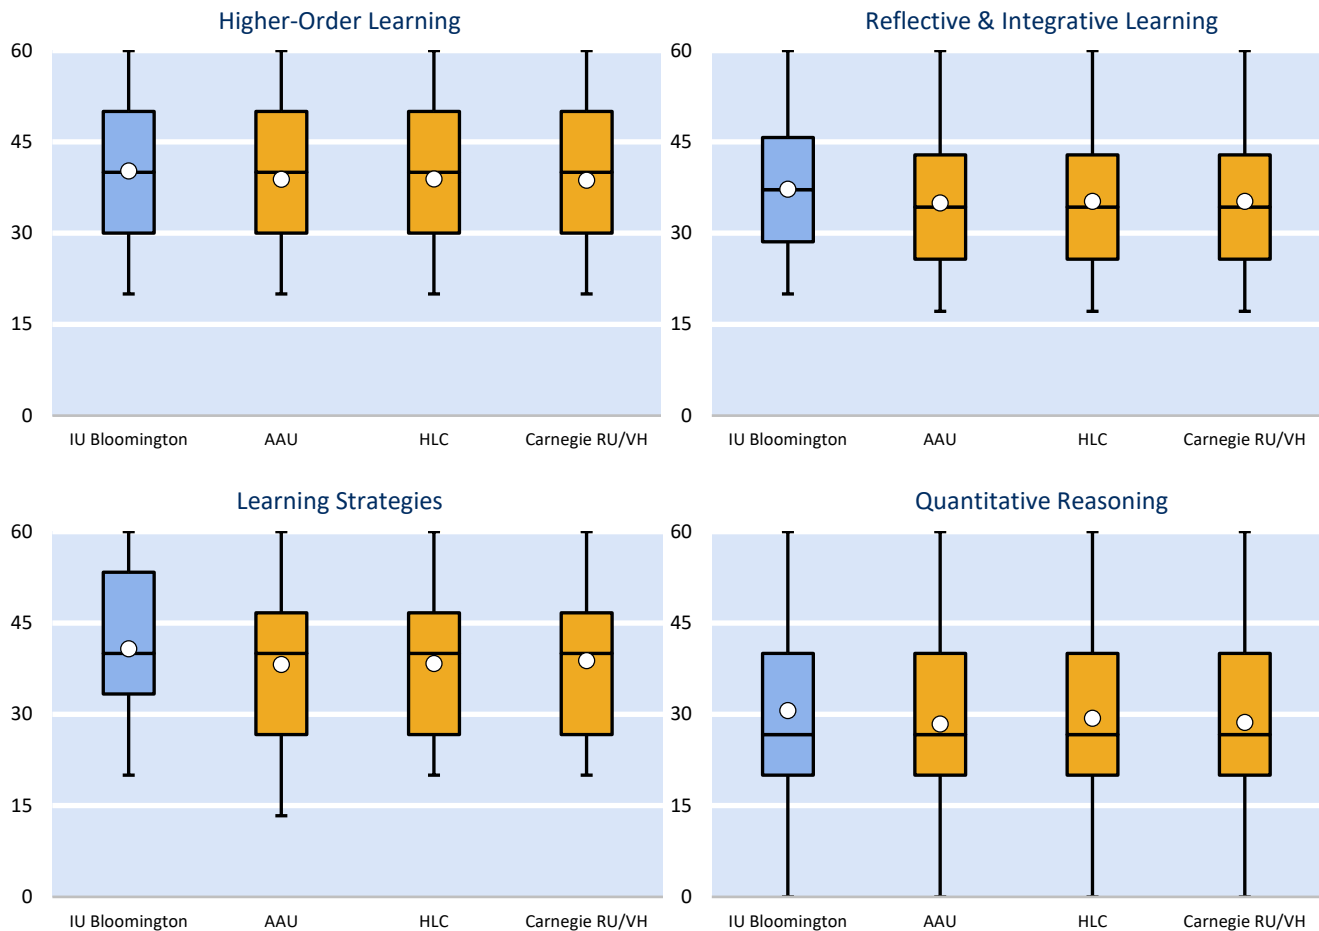 Higher-Order Learning
60
45
30
15
0
IU Bloomington AAU HLC Carnegie RU/VH
Reflective & Integrative Learning
60
45
30
15
0
IU Bloomington AAU HLC Carnegie RU/VH
Learning Strategies
60
45
30
15
0
IU Bloomington AAU HLC Carnegie RU/VH
Quantitative Reasoning
60
45
30
15
0
IU Bloomington AAU HLC Carnegie RU/VH